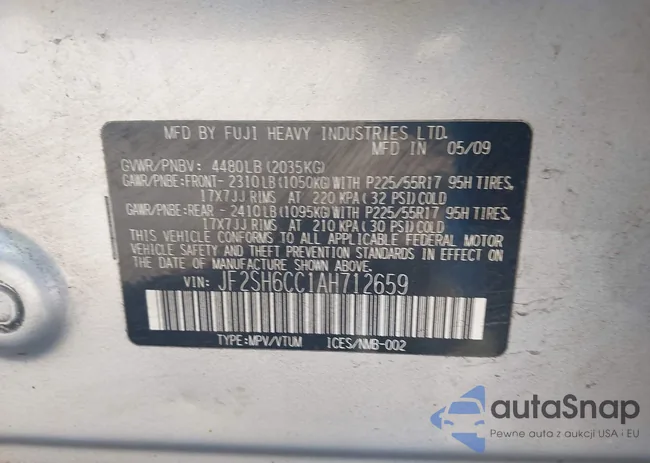 MFD BY FUJI HEAVY INDUSTRIES LTD.
MFD IN 05/09
GVWR/PNBV: 4480LB(2035KG)
GAWR/PNBE:FRONT-2310LB(1050KG)WITH P225/55R17 95H TIRES,
17X7JJ RIMS AT 220 KPA(32 PSI)COLD
GAWR/PNBE:REAR -2410LB(1095KG)WITH P225/55R17 95H TIRES,
17X7JJ RIMS AT 210 KPA(30 PSI)COLD
THIS VEHICLE CONFORMS TO ALL APPLICABLE FEDERAL MOTOR
VEHICLE SAFETY AND THEFT PREVENTION STANDARDS IN EFFECT
ON THE DATE OF MANUFACTURE SHOWN ABOVE.
VIN: JF2SH6CC1AH712659
TYPE:MPV/VTUM ICES/NMB-002
autaSnap
Pewne auta z aukcji USA i EU